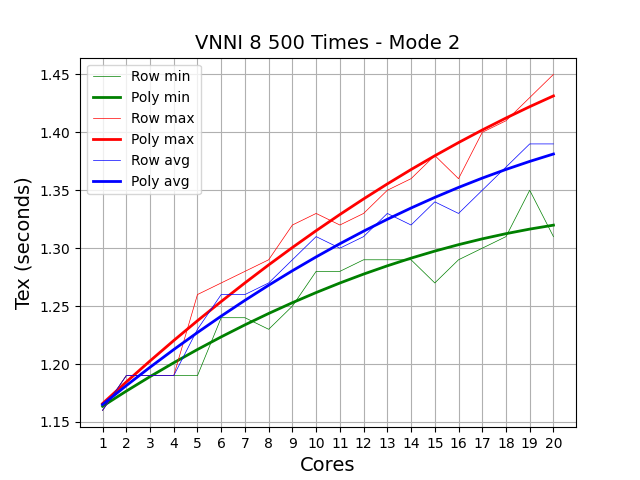 VNNI 8 500 Times - Mode 2
Row min
Poly min
Row max
Poly max
Row avg
Poly avg
Tex (seconds)
1.45
1.40
1.35
1.30
1.25
1.20
1.15
1 2 3 4 5 6 7 8 9 10 11 12 13 14 15 16 17 18 19 20
Cores